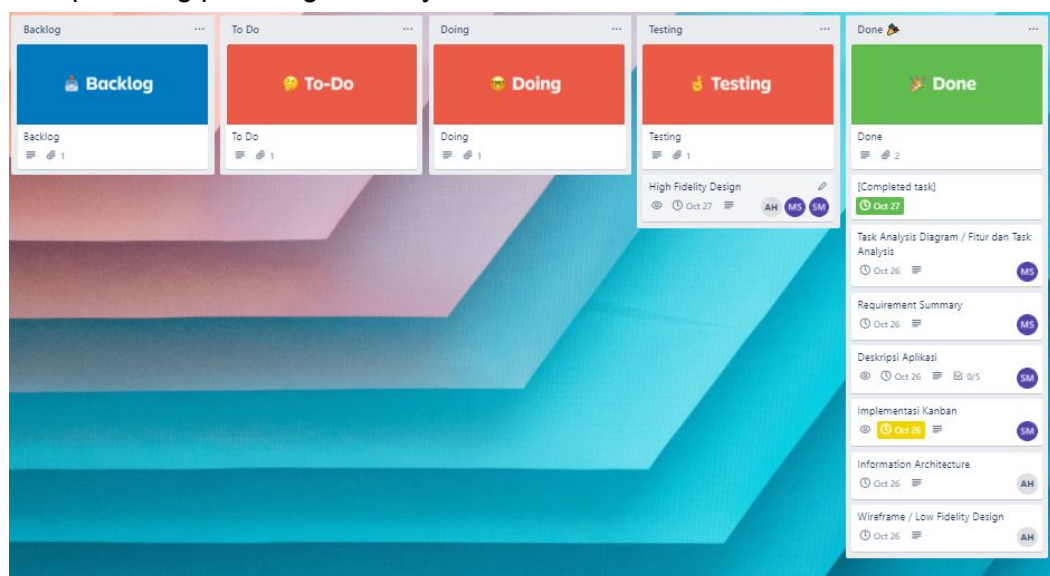 Backlog
Backlog
Backlog
1
To Do
To-Do
To Do
1
Doing
Doing
Doing
1
Testing
Testing
Testing
1
High Fidelity Design
Oct 27 AH MS SM
Done
Done
Done
2
[Completed task]
Oct 27
Task Analysis Diagram / Fitur dan Task
Analysis
Oct 26 MS
Requirement Summary
Oct 26 MS
Deskripsi Aplikasi
Oct 26 0/5 SM
Implementasi Kanban
Oct 26 SM
Information Architecture
Oct 26 AH
Wireframe / Low Fidelity Design
Oct 26 AH